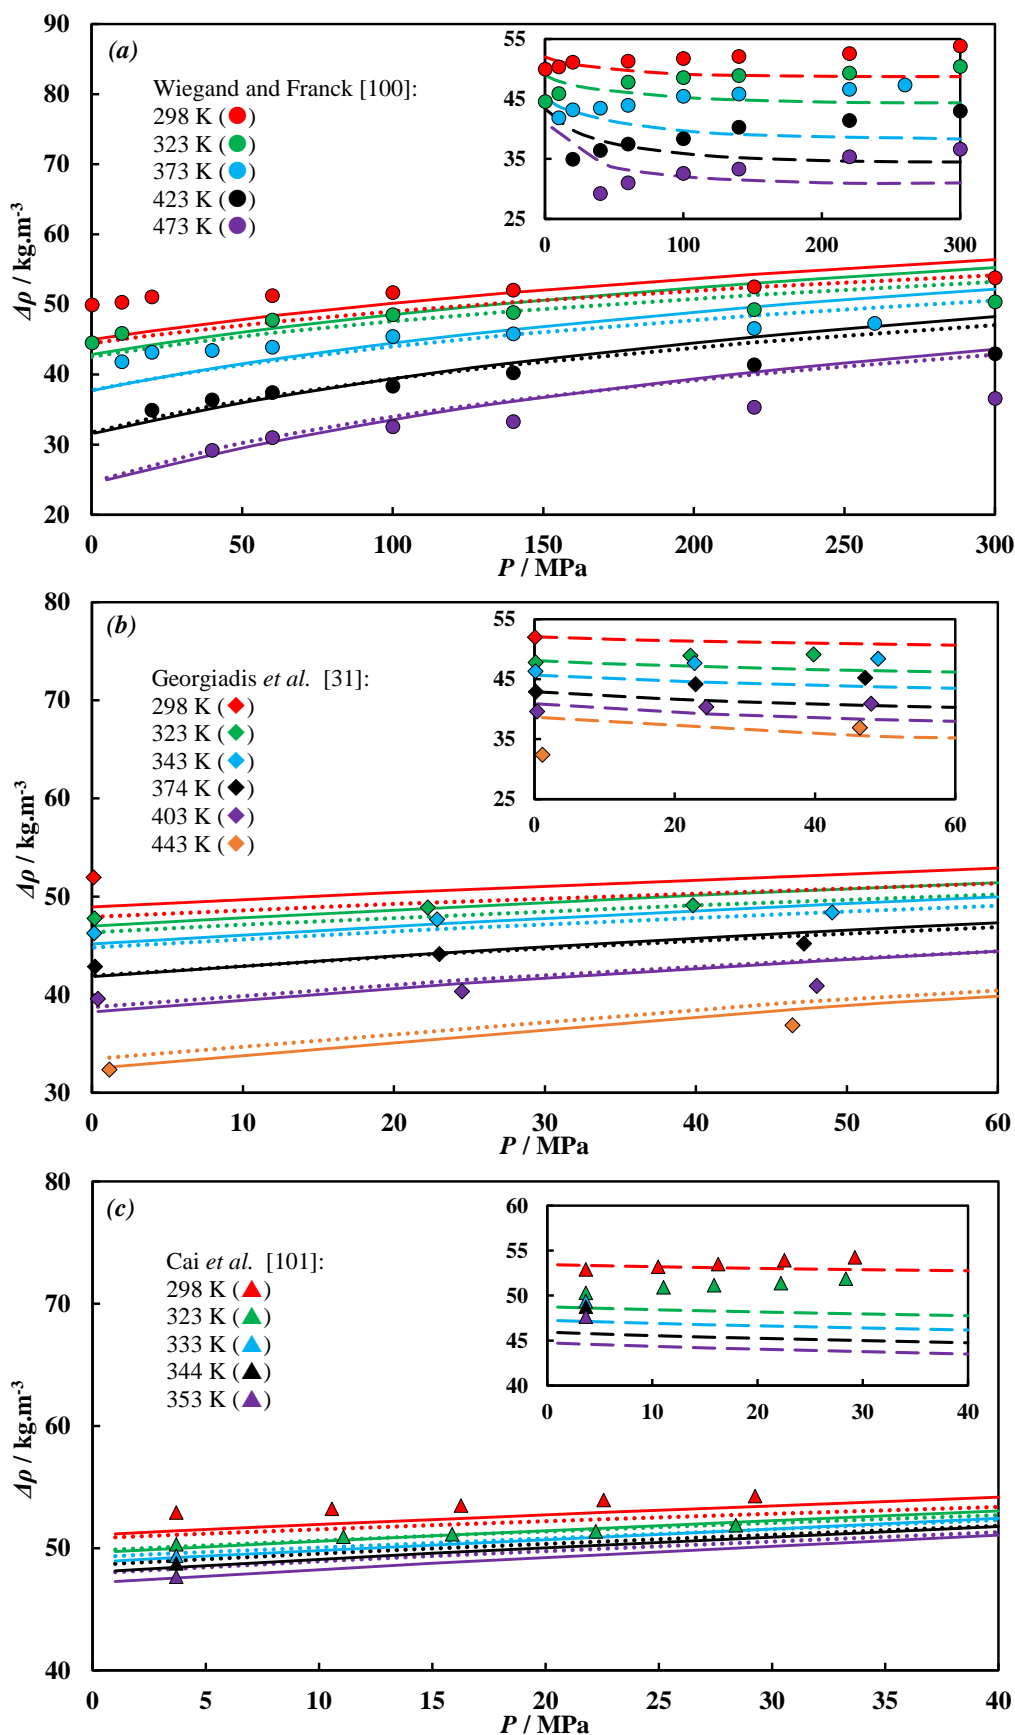 (a)
Wiegand and Franck [100]:
298 K (●)
323 K (●)
373 K (●)
423 K (●)
473 K (●)
90
80
70
60
50
40
30
20
Δρ / kg.m⁻³
0 50 100 150 200 250 300
P / MPa
55
45
35
25
0 100 200 300
(b)
Georgiadis et al. [31]:
298 K (◆)
323 K (◆)
343 K (◆)
374 K (◆)
403 K (◆)
443 K (◆)
80
70
60
50
40
30
Δρ / kg.m⁻³
0 10 20 30 40 50 60
P / MPa
55
45
35
25
0 20 40 60
(c)
Cai et al. [101]:
298 K (▲)
323 K (▲)
333 K (▲)
344 K (▲)
353 K (▲)
80
70
60
50
40
Δρ / kg.m⁻³
0 5 10 15 20 25 30 35 40
P / MPa
60
55
50
45
40
0 10 20 30 40